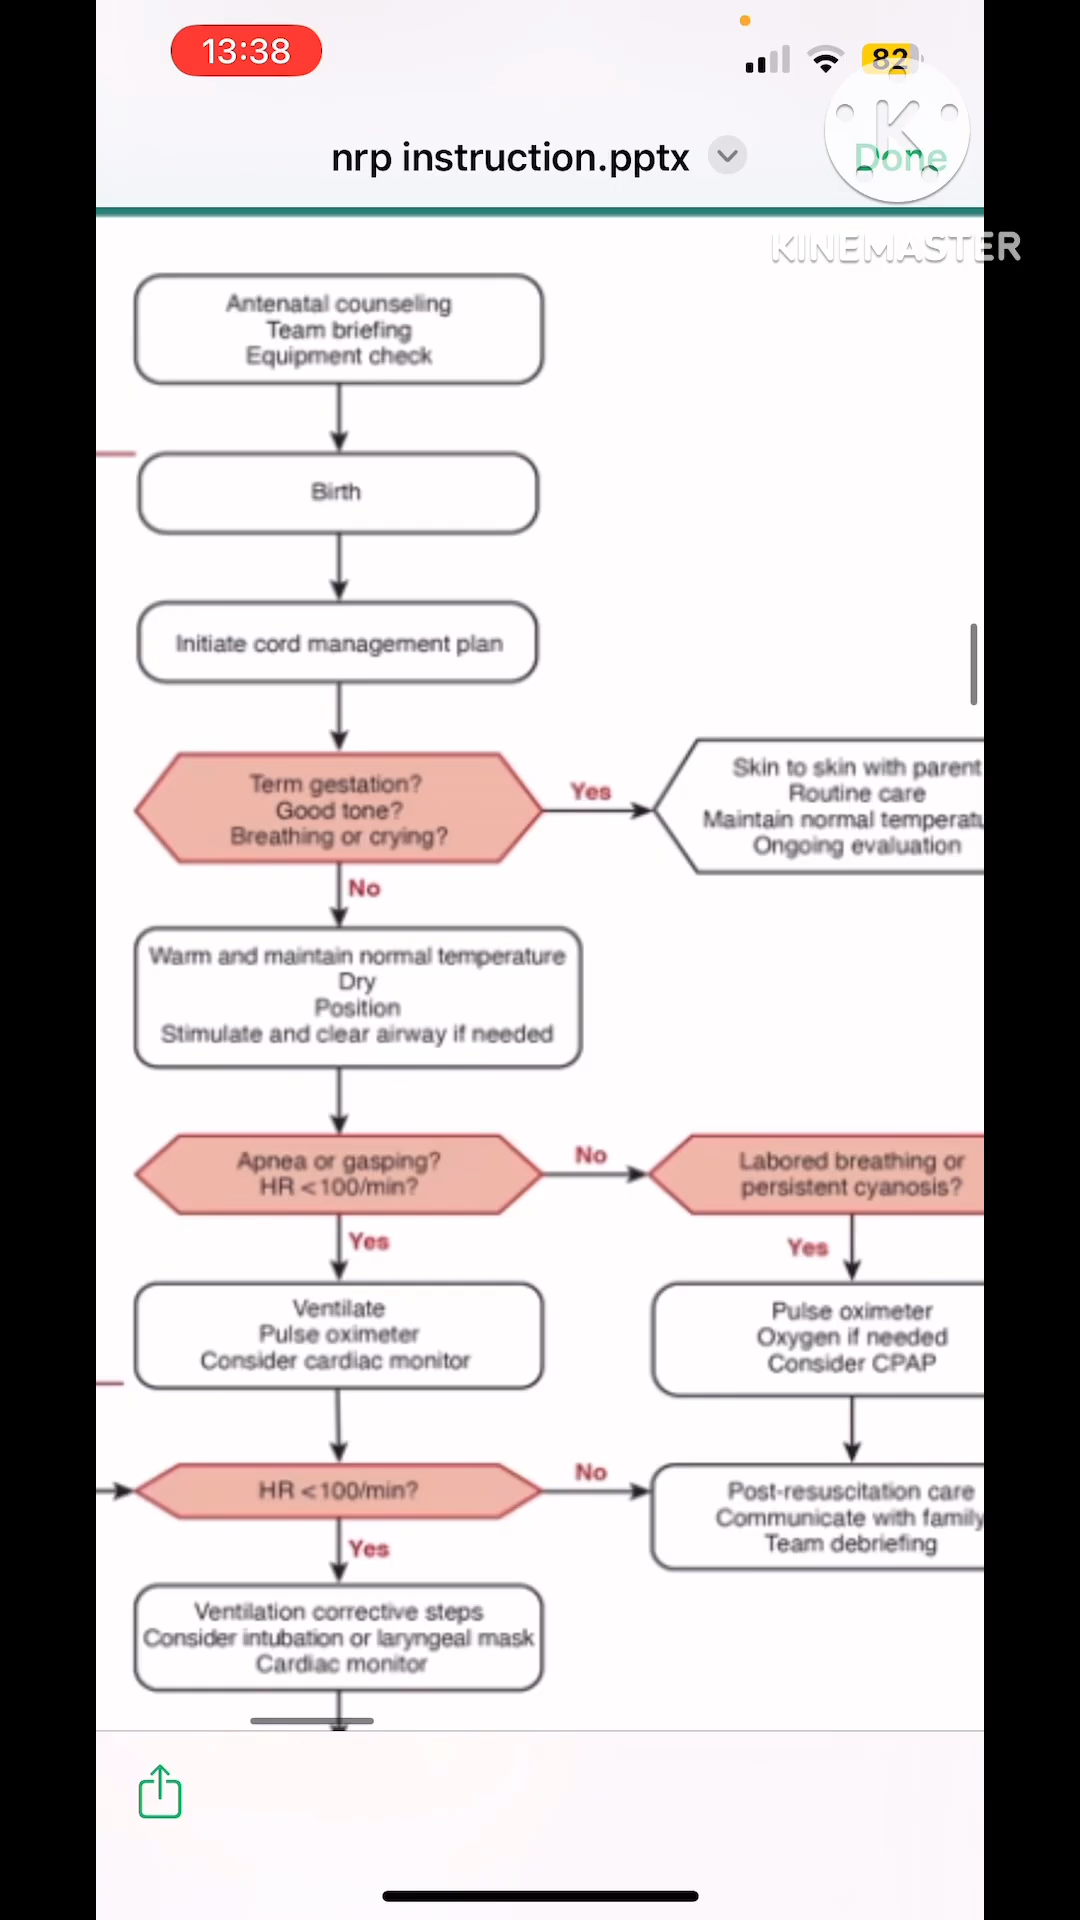 13:38
82
nrp instruction.pptx
Done
K
KINEMASTER
Antenatal counseling
Team briefing
Equipment check
Birth
Initiate cord management plan
Term gestation?
Good tone?
Breathing or crying?
Yes
Skin to skin with parent
Routine care
Maintain normal
Ongoing evaluation
No
Warm and maintain normal temperature
Dry
Position
Stimulate and clear airway if needed
Apnea or gasping?
HR <100/min?
No
Labored breathing or
persistent cyanosis?
Yes
Yes
Ventilate
Pulse oximeter
Consider cardiac monitor
Pulse oximeter
Oxygen if needed
Consider CPAP
HR <100/min?
No
Post-resuscitation care
Communicate with family
Team debriefing
Yes
Ventilation corrective steps
Consider intubation or laryngeal mask
Cardiac monitor